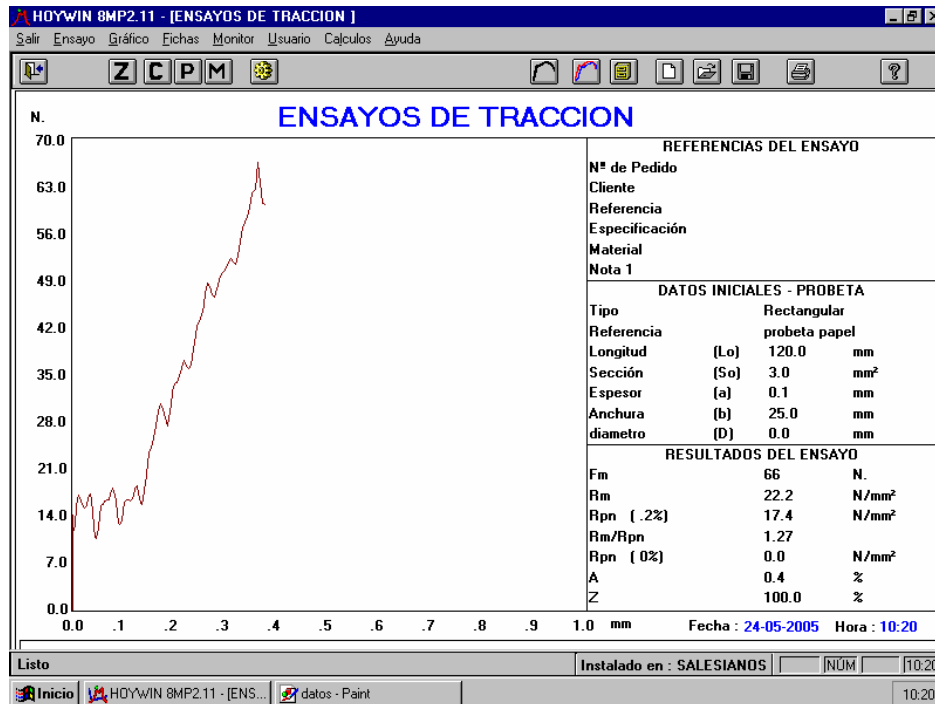 HOYWIN 8MP2.11 - [ENSAYOS DE TRACCION ]
Salir Ensayo Gráfico Fichas Monitor Usuario Calculos Ayuda
Z C P M ?
N. ENSAYOS DE TRACCION
70.0
63.0
56.0
49.0
42.0
35.0
28.0
21.0
14.0
7.0
0.0
0.0 .1 .2 .3 .4 .5 .6 .7 .8 .9 1.0 mm
REFERENCIAS DEL ENSAYO
Nº de Pedido
Cliente
Referencia
Especificación
Material
Nota 1
DATOS INICIALES - PROBETA
Tipo Rectangular
Referencia probeta papel
Longitud (Lo) 120.0 mm
Sección (So) 3.0 mm²
Espesor (a) 0.1 mm
Anchura (b) 25.0 mm
diametro (D) 0.0 mm
RESULTADOS DEL ENSAYO
Fm 66 N.
Rm 22.2 N/mm²
Rpn ( .2%) 17.4 N/mm²
Rm/Rpn 1.27
Rpn ( 0%) 0.0 N/mm²
A 0.4 %
Z 100.0 %
Fecha : 24-05-2005 Hora : 10:20
Listo Instalado en : SALESIANOS NÚM 10:20
Inicio HOYWIN 8MP2.11 - [ENS... datos - Paint 10:20